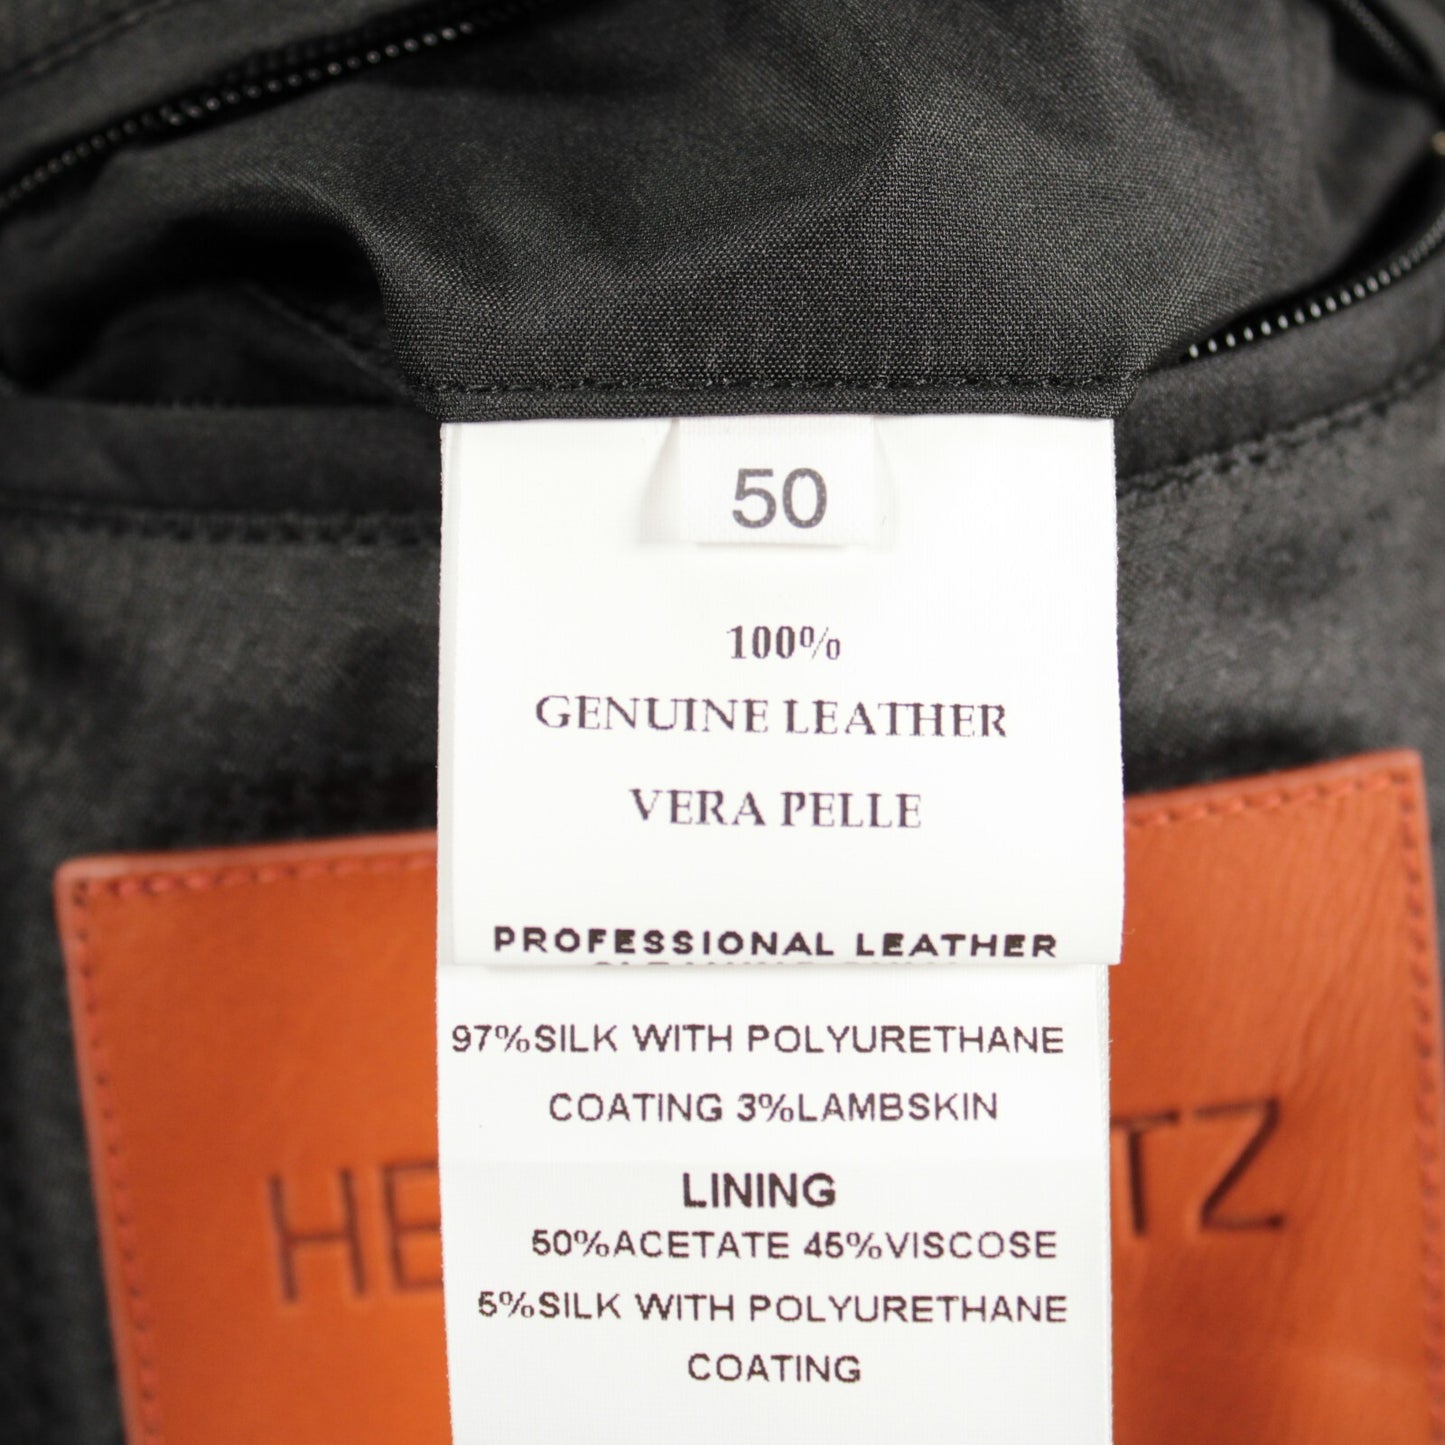 50
100%
GENUINE LEATHER
VERA PELLE
PROFESSIONAL LEATHER
97%SILK WITH POLYURETHANE
COATING 3%LAMBSKIN
LINING
50%ACETATE 45%VISCOSE
5%SILK WITH POLYURETHANE
COATING
HE TZ